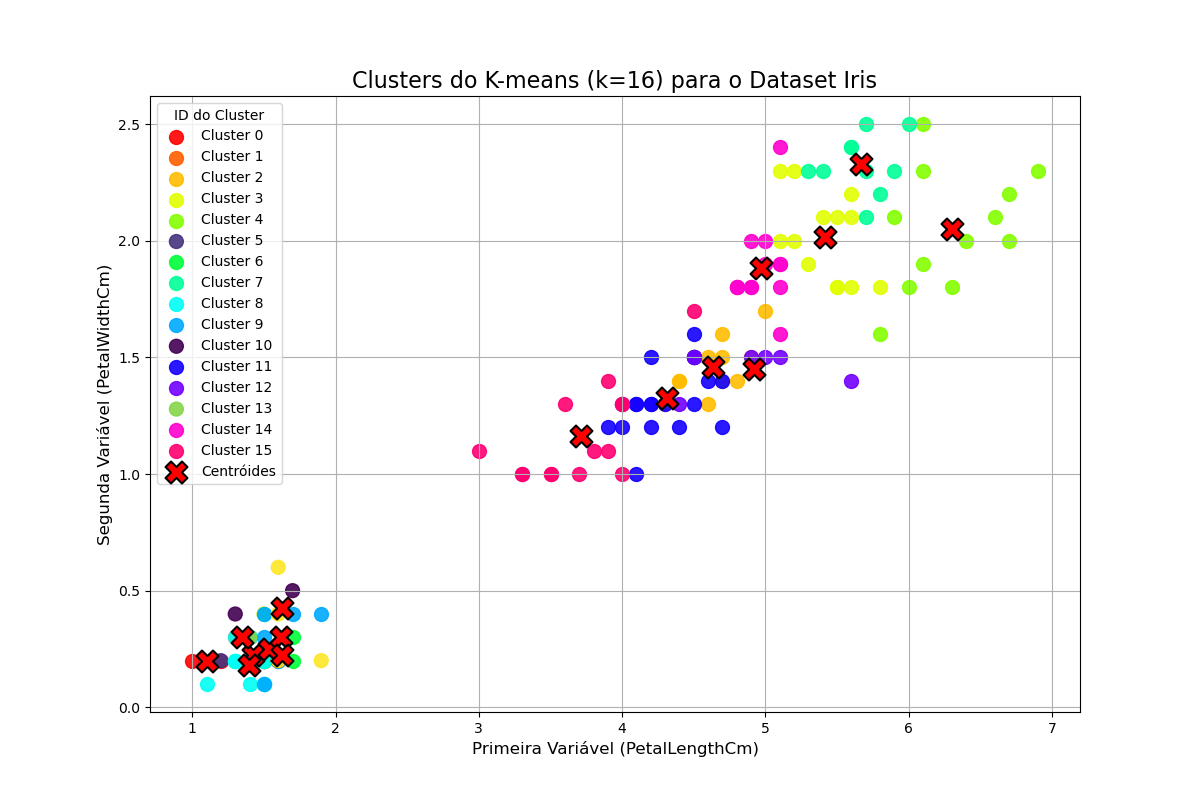 Clusters do K-means (k=16) para o Dataset Iris
ID do Cluster
Cluster 0
Cluster 1
Cluster 2
Cluster 3
Cluster 4
Cluster 5
Cluster 6
Cluster 7
Cluster 8
Cluster 9
Cluster 10
Cluster 11
Cluster 12
Cluster 13
Cluster 14
Cluster 15
Centróides
Segunda Variável (PetalWidthCm)
2.5
2.0
1.5
1.0
0.5
0.0
1 2 3 4 5 6 7
Primeira Variável (PetalLengthCm)